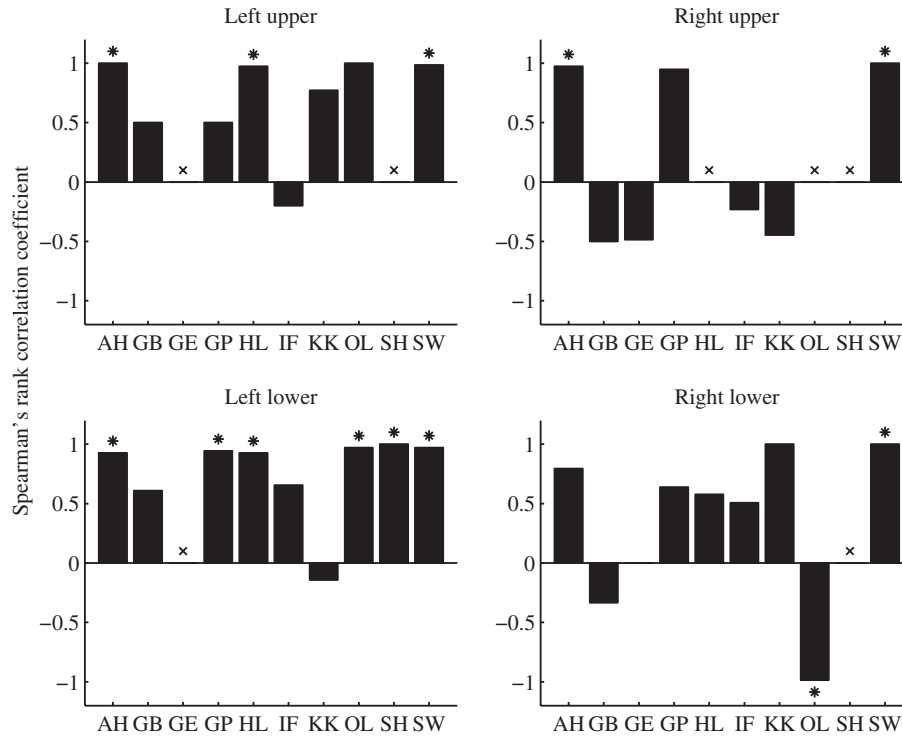 Spearman's rank correlation coefficient
Left upper
1
0.5
0
−0.5
−1
AH GB GE GP HL IF KK OL SH SW
Right upper
1
0.5
0
−0.5
−1
AH GB GE GP HL IF KK OL SH SW
Left lower
1
0.5
0
−0.5
−1
AH GB GE GP HL IF KK OL SH SW
Right lower
1
0.5
0
−0.5
−1
AH GB GE GP HL IF KK OL SH SW